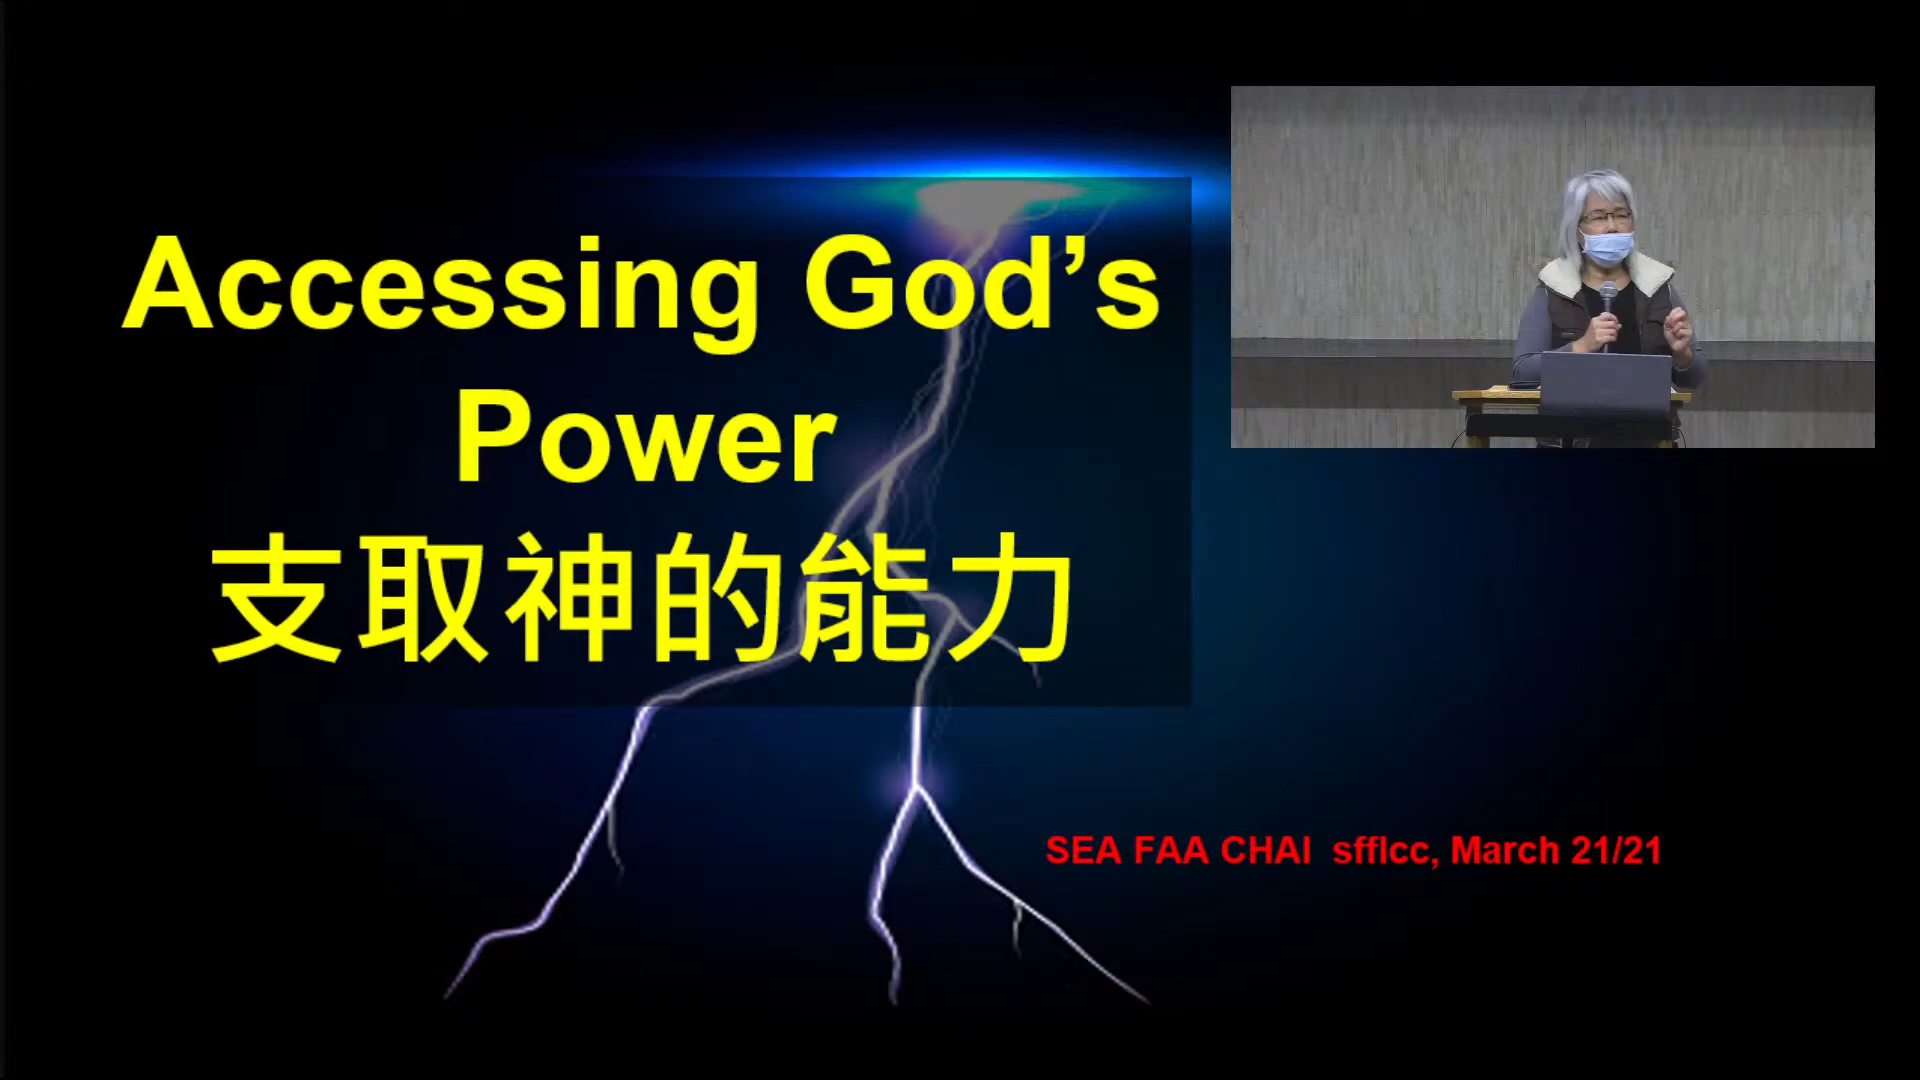 Accessing God’s
Power
支取神的能力
SEA FAA CHAI sfflcc, March 21/21